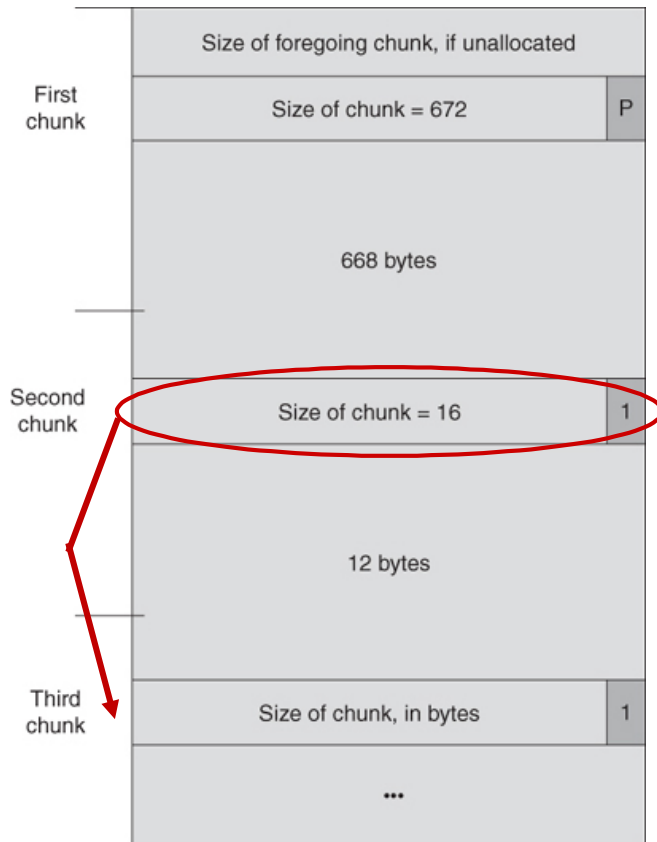 Size of foregoing chunk, if unallocated
First
chunk
Size of chunk = 672
P
668 bytes
Second
chunk
Size of chunk = 16
1
12 bytes
Third
chunk
Size of chunk, in bytes
1
...